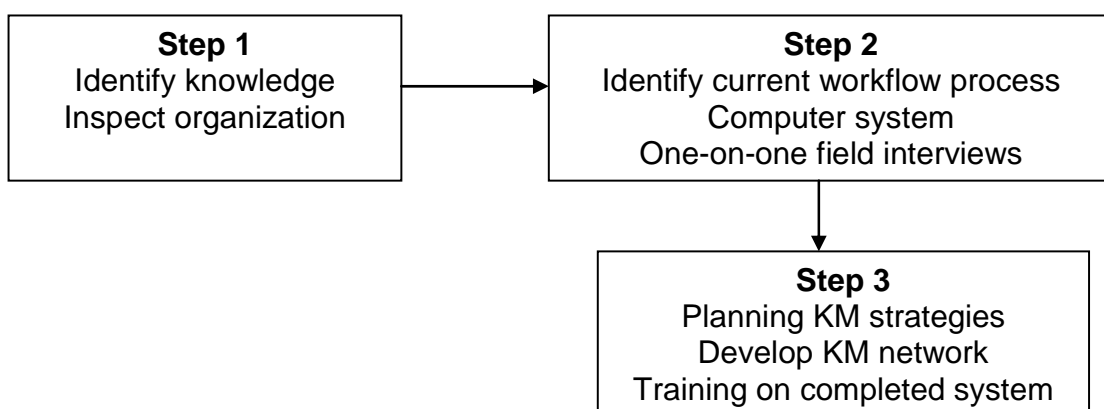 Step 1
Identify knowledge
Inspect organization
Step 2
Identify current workflow process
Computer system
One-on-one field interviews
Step 3
Planning KM strategies
Develop KM network
Training on completed system